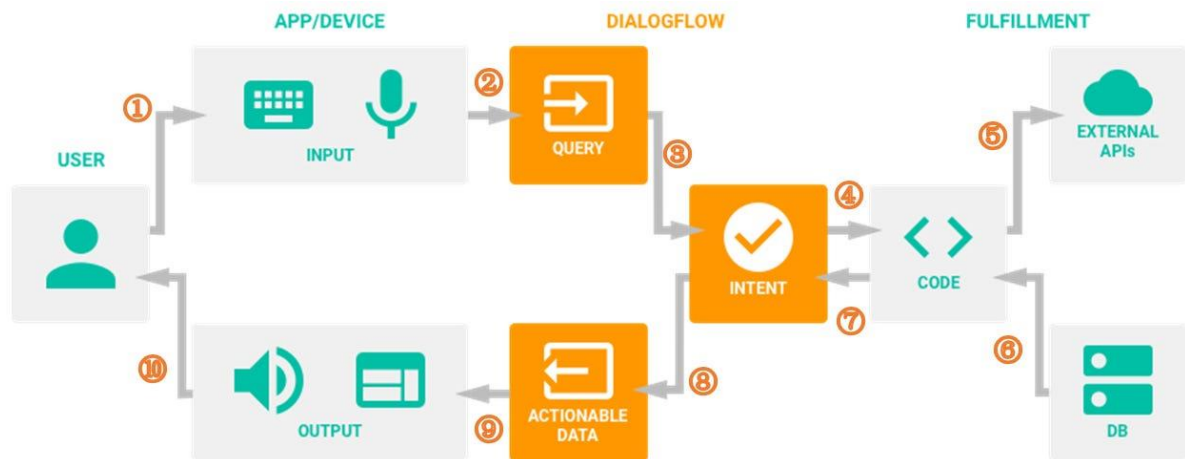 APP/DEVICE
DIALOGFLOW
FULFILLMENT
①
②
INPUT
QUERY
③
⑤
EXTERNAL
APIs
USER
④
INTENT
CODE
⑦
⑥
⑧
⑩
OUTPUT
⑨
ACTIONABLE
DATA
DB